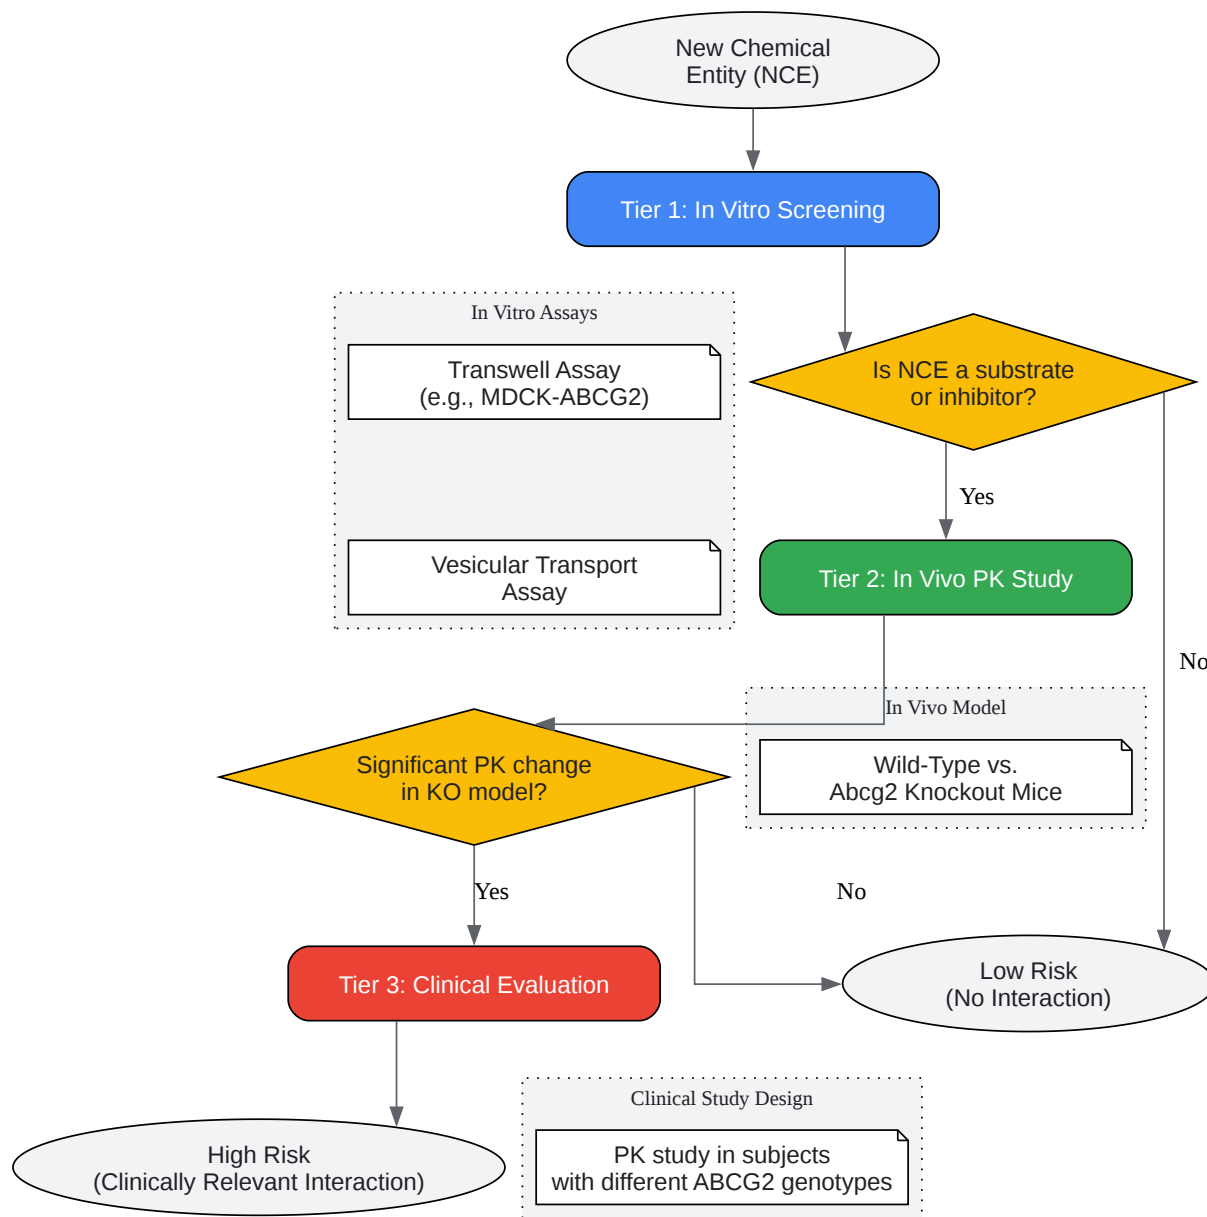 New Chemical
Entity (NCE)
Tier 1: In Vitro Screening
In Vitro Assays
Transwell Assay
(e.g., MDCK-ABCG2)
Is NCE a substrate
or inhibitor?
Yes
Vesicular Transport
Assay
Tier 2: In Vivo PK Study
No
In Vivo Model
Significant PK change
in KO model?
Wild-Type vs.
Abcg2 Knockout Mice
Yes
No
Tier 3: Clinical Evaluation
Low Risk
(No Interaction)
Clinical Study Design
High Risk
(Clinically Relevant Interaction)
PK study in subjects
with different ABCG2 genotypes